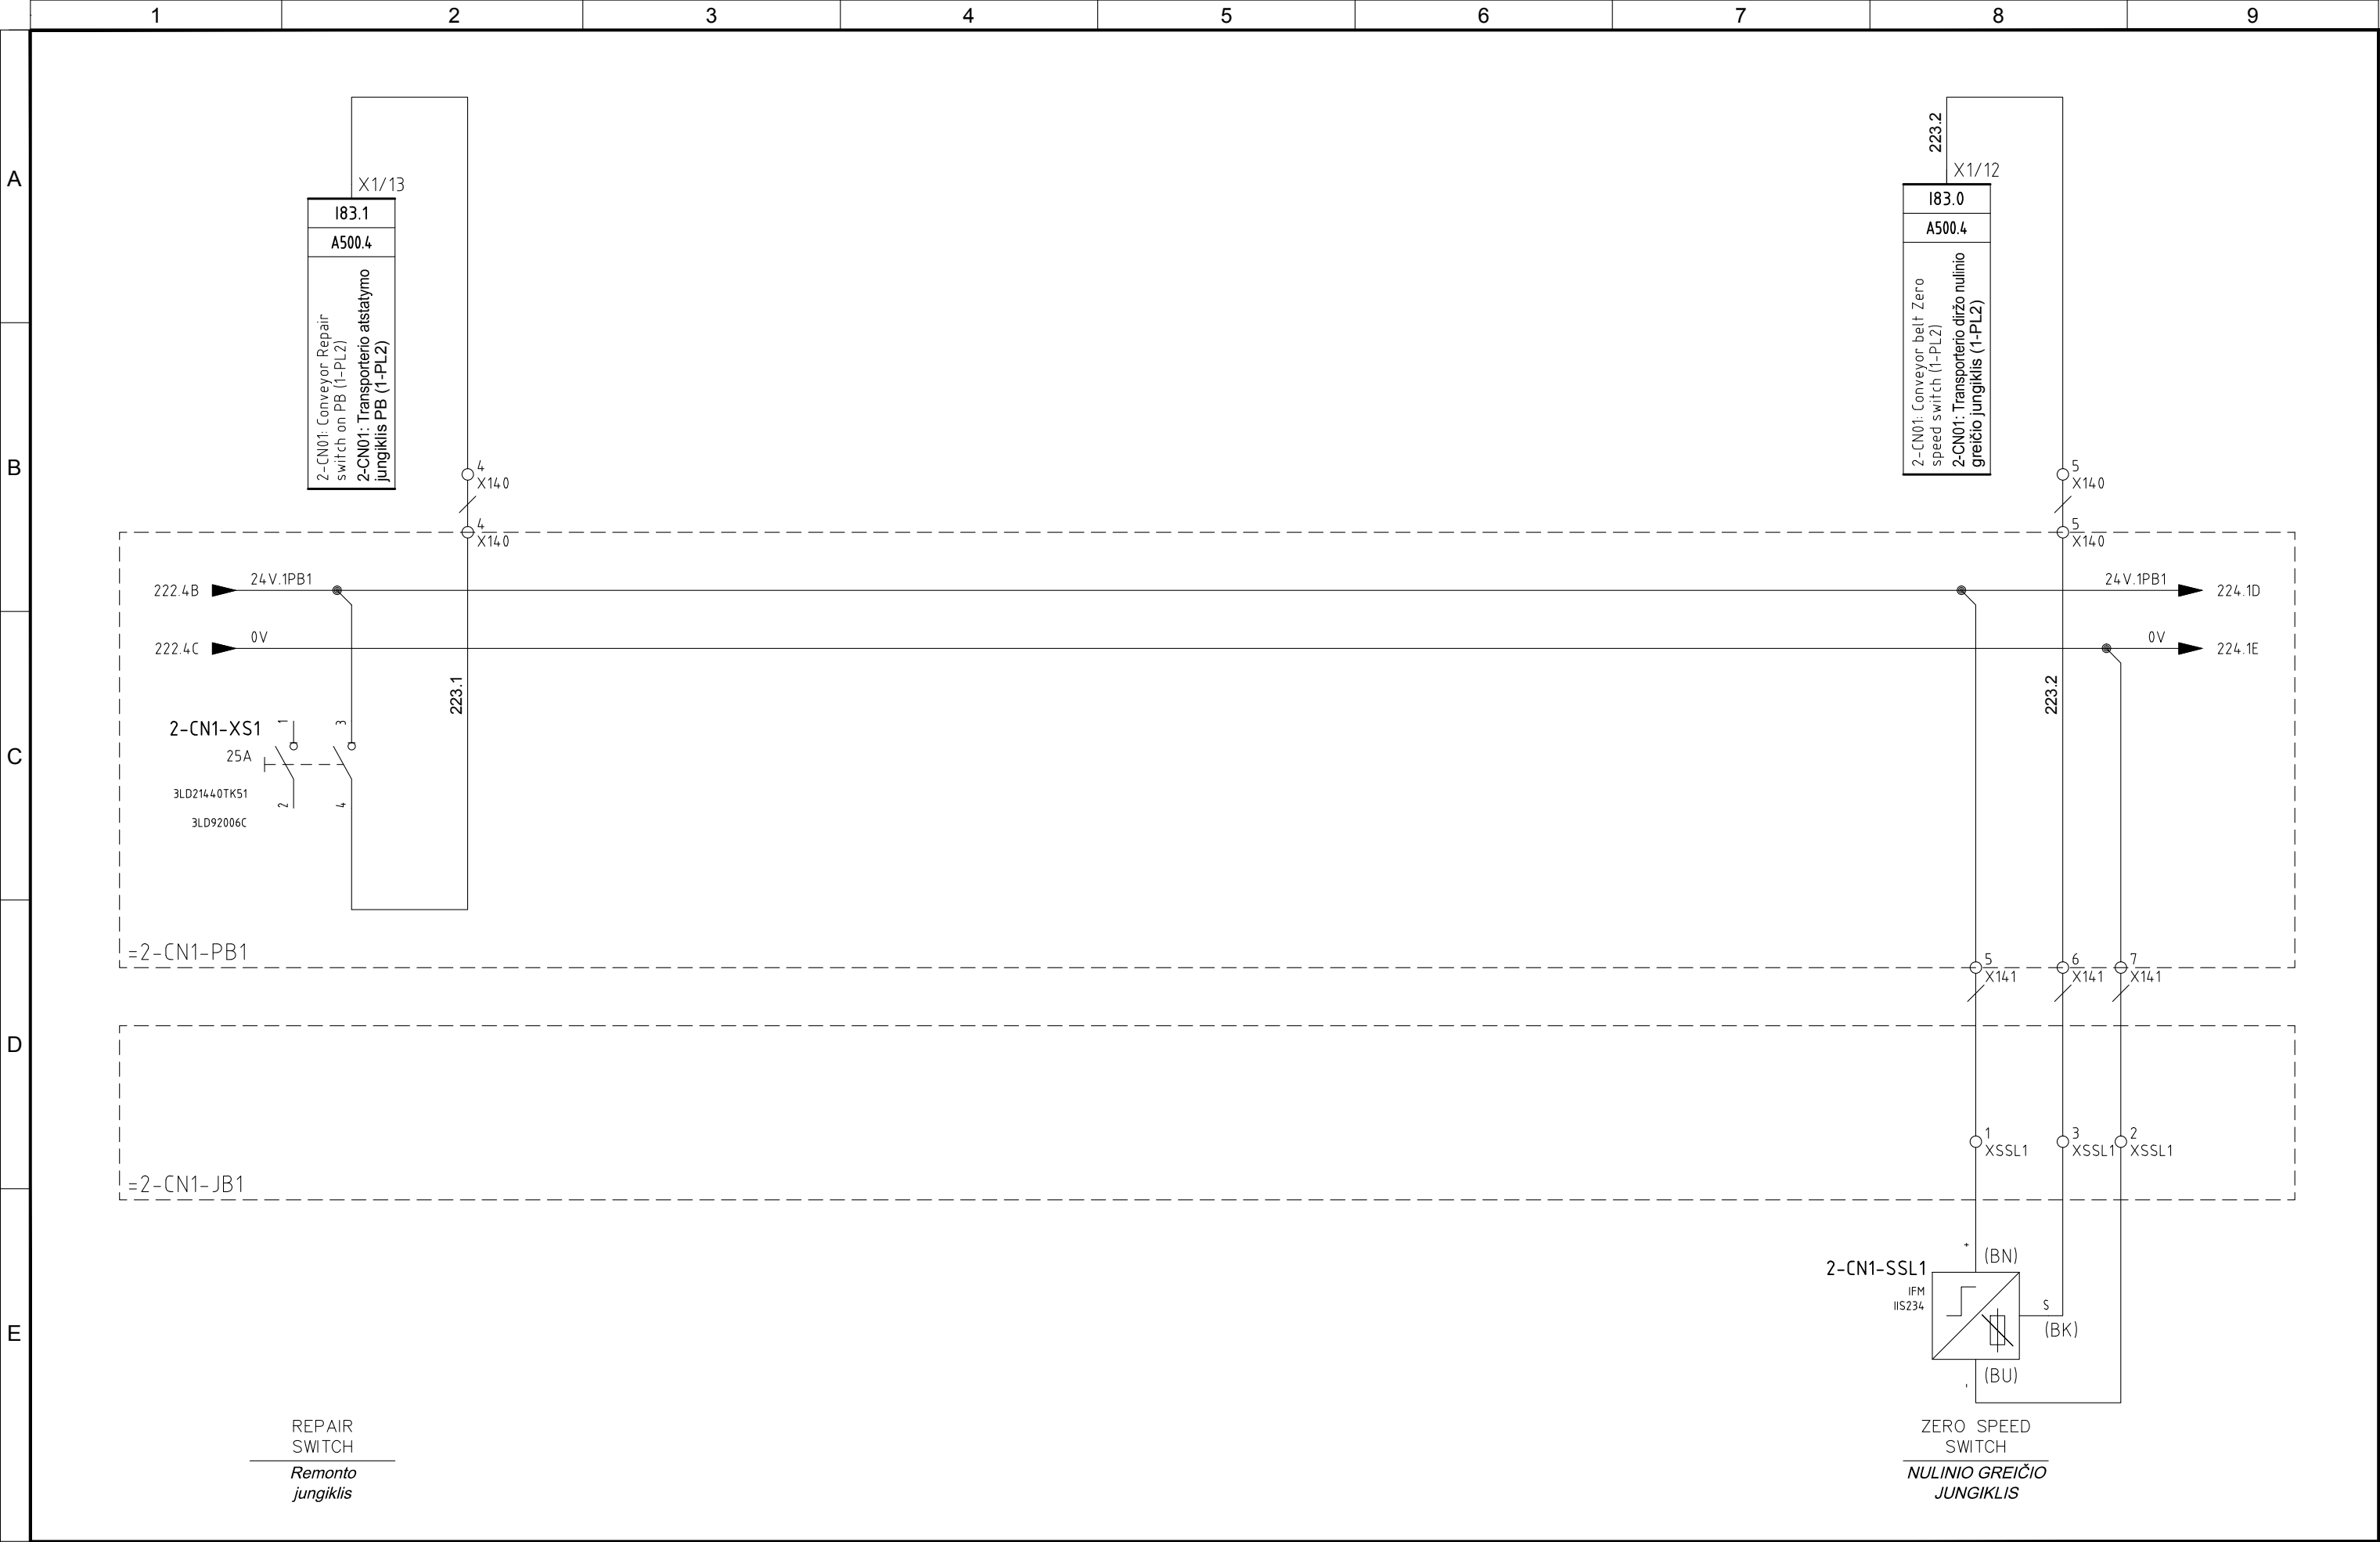 1 2 3 4 5 6 7 8 9
A
B
C
D
E
X1/13
I83.1
A500.4
2-CN01: Conveyor Repair
switch on PB (1-PL2)
2-CN01: Transporterio atstatymo
jungiklis PB (1-PL2)
4
X140
4
X140
223.2
X1/12
I83.0
A500.4
2-CN01: Conveyor belt Zero
speed switch (1-PL2)
2-CN01: Transporterio diržo nulinio
greičio jungiklis (1-PL2)
5
X140
5
X140
222.4B
24V.1PB1
24V.1PB1
224.1D
222.4C
0V
0V
224.1E
223.1
223.2
2-CN1-XS1
25A
3LD21440TK51
3LD92006C
1
2
3
4
=2-CN1-PB1
5
X141
6
X141
7
X141
=2-CN1-JB1
1
XSSL1
3
XSSL1
2
XSSL1
+
(BN)
2-CN1-SSL1
IFM
IIS234
S
(BK)
(BU)
-
REPAIR
SWITCH
Remonto
jungiklis
ZERO SPEED
SWITCH
NULINIO GREIČIO
JUNGIKLIS